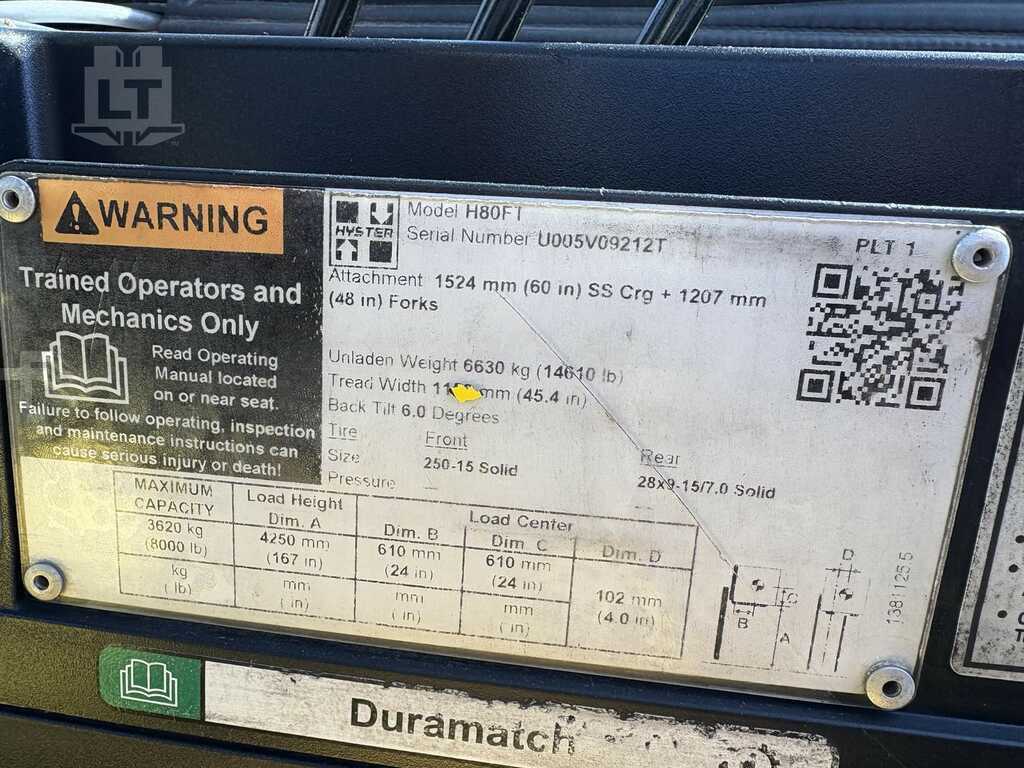 LT
WARNING
Trained Operators and
Mechanics Only
Read Operating
Manual located
on or near seat.
Failure to follow operating, inspection
and maintenance instructions can
cause serious injury or death!
HYSTER
Model H80FT
Serial Number U005V09212T
PLT 1
Attachment 1524 mm (60 in) SS Crg + 1207 mm
(48 in) Forks
Unladen Weight 6630 kg (14610 lb)
Tread Width mm (45.4 in)
Back Tilt 6.0 Degrees
Tire Front Rear
Size 250-15 Solid 28x9-15/7.0 Solid
Pressure
MAXIMUM CAPACITY Load Height Dim. A Load Center
Dim. B Dim. C Dim. D
3620 kg 4250 mm 610 mm 610 mm 102 mm
(8000 lb) (167 in) (24 in) (24 in) (4.0 in)
kg mm mm mm
( lb) ( in) ( in) ( in)
B C A D
Duramatch